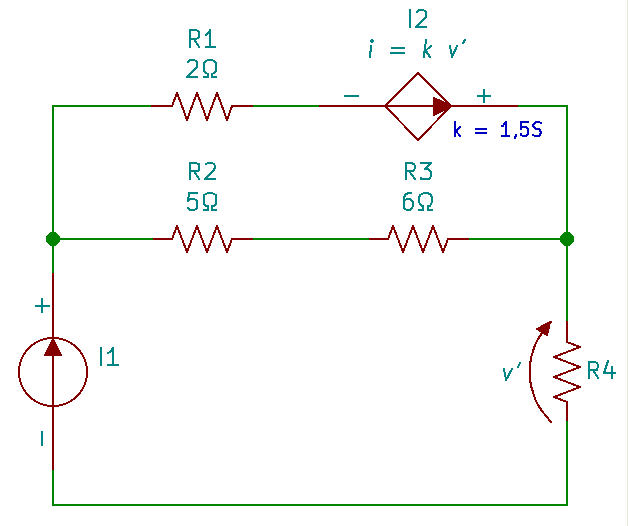 I2
R1
i = k v′
2Ω
− +
k = 1,5S
R2
R3
5Ω
6Ω
+
I1
v′
R4
−